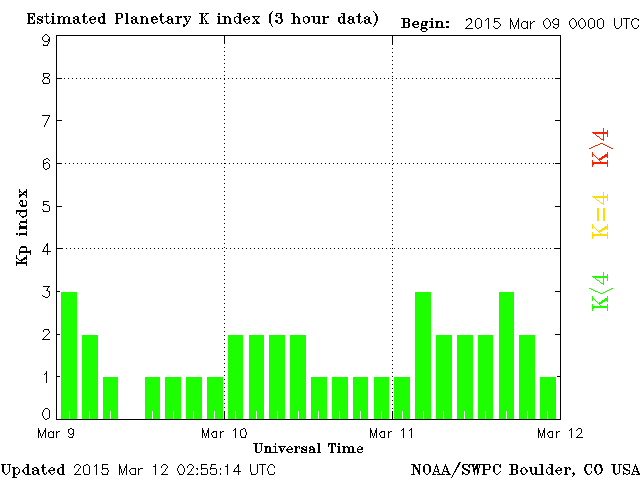 Estimated Planetary K index (3 hour data)
Begin: 2015 Mar 09 0000 UTC
9
8
7
6
5
4
3
2
1
0
Kp index
K>4
K=4
K<4
Mar 9
Mar 10
Mar 11
Mar 12
Universal Time
Updated 2015 Mar 12 02:55:14 UTC
NOAA/SWPC Boulder, CO USA